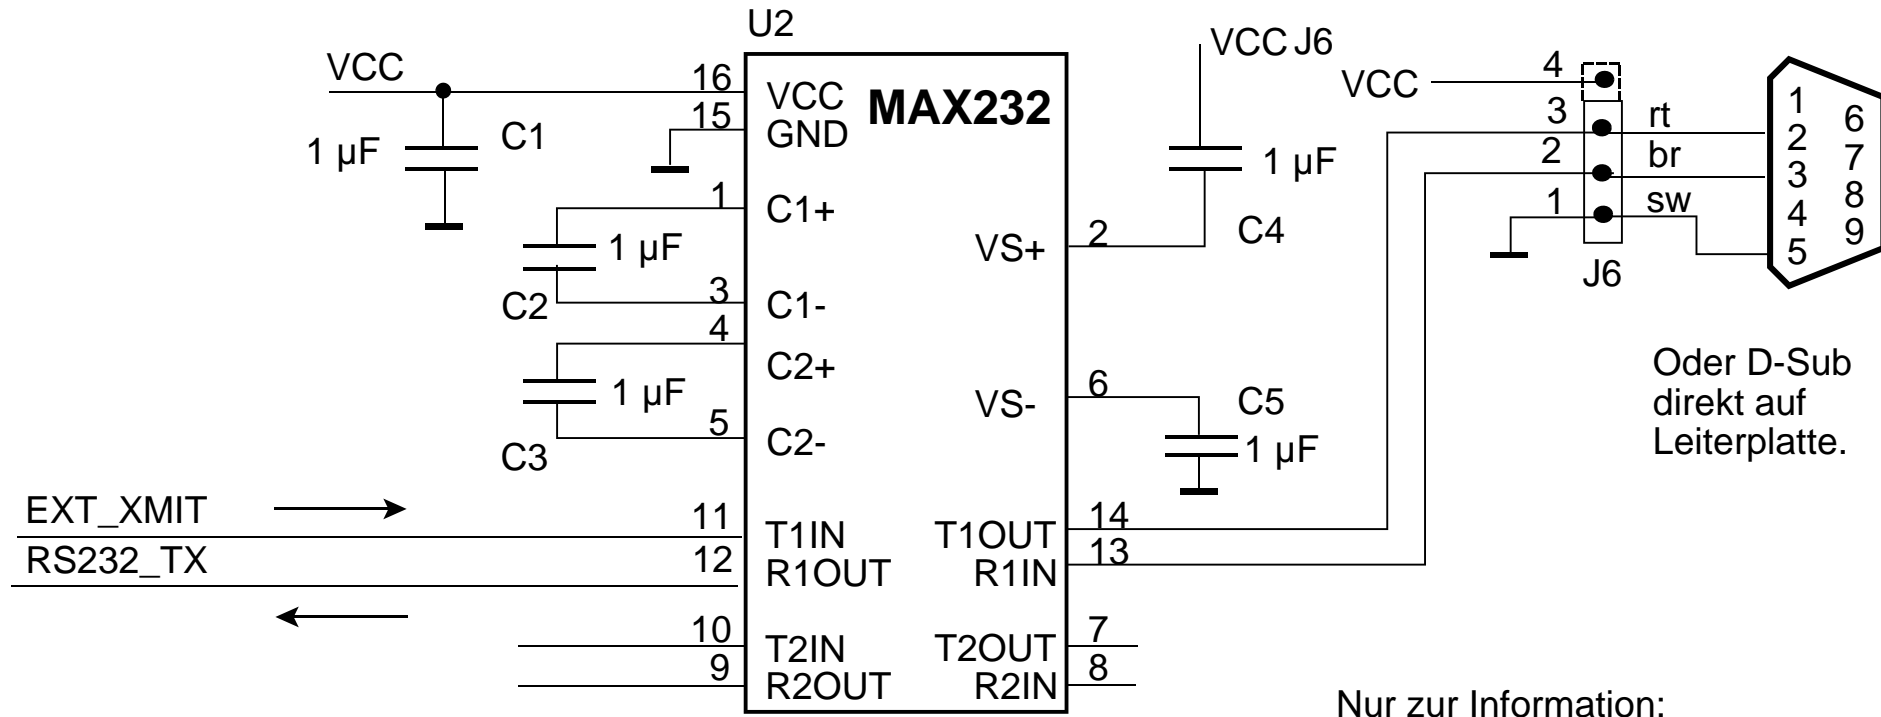 U2
VCC
VCC J6
1 µF
C1
16
VCC
MAX232
15
GND
1
C1+
1 µF
C2
3
C1-
4
C2+
1 µF
C3
5
C2-
VS+
2
1 µF
C4
VS-
6
C5
1 µF
VCC
4
3
rt
2
br
1
sw
J6
1
2
3
4
5
6
7
8
9
Oder D-Sub
direkt auf
Leiterplatte.
EXT_XMIT
11
T1IN
T1OUT
14
RS232_TX
12
R1OUT
R1IN
13
10
T2IN
T2OUT
7
9
R2OUT
R2IN
8
Nur zur Information: